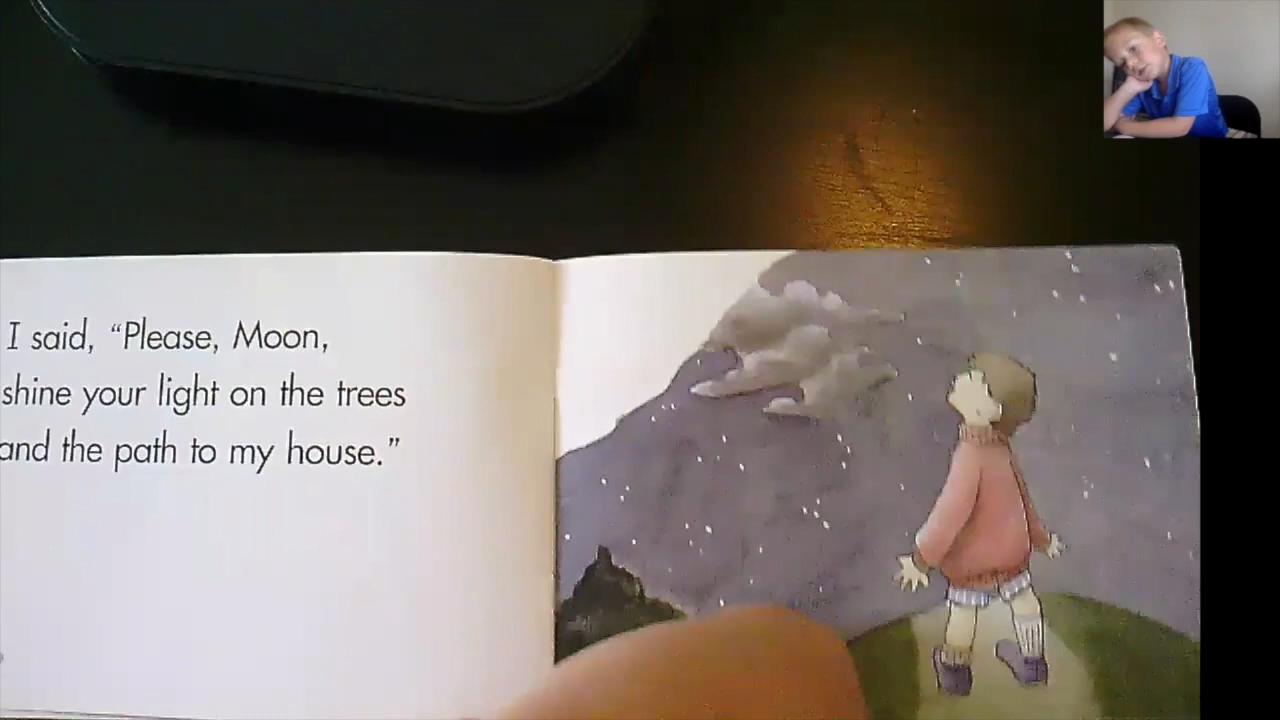 I said, “Please, Moon,
shine your light on the trees
and the path to my house.”